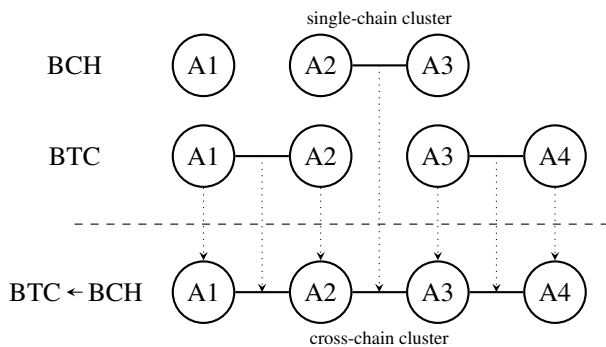 single-chain cluster
BCH A1 A2 A3
BTC A1 A2 A3 A4
BTC ← BCH A1 A2 A3 A4
cross-chain cluster